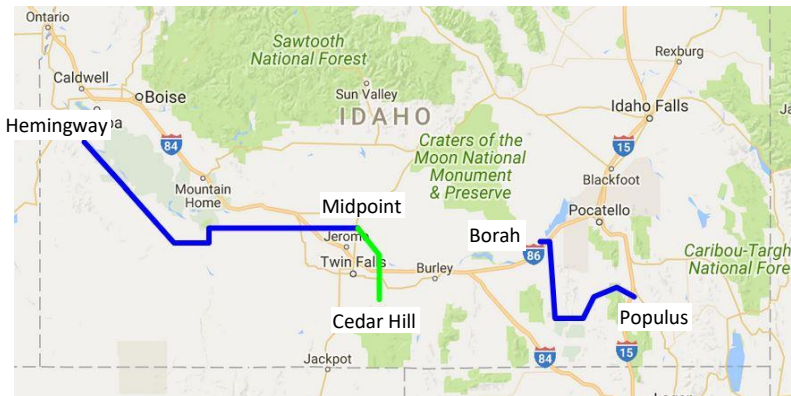 Ontario
Rexburg
Sawtooth
National Forest
Caldwell
Boise
Sun Valley
Idaho Falls
IDAHO
Hemingway
84
Craters of the
Moon National
Monument
& Preserve
15
Blackfoot
Mountain
Home
Midpoint
Pocatello
Borah
Jerome
86
Caribou-Targh
National Fore
Twin Falls
Burley
Cedar Hill
Populus
Jackpot
84
15